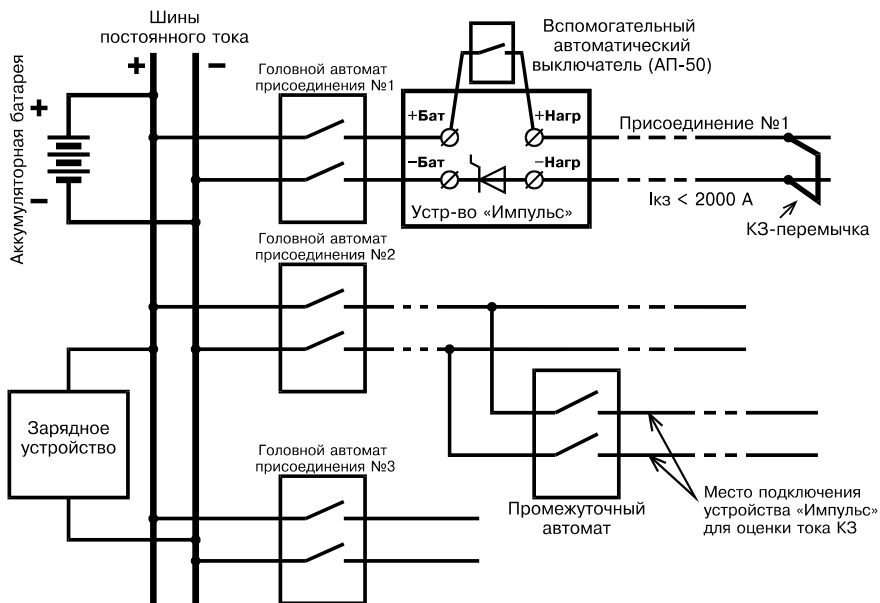 Шины
постоянного тока
+
−
Аккумуляторная батарея
+
−
Головной автомат
присоединения №1
Вспомогательный
автоматический
выключатель (АП-50)
+Бат
+Нагр
−Бат
−Нагр
Устр-во «Импульс»
Присоединение №1
Iкз < 2000 А
КЗ-перемычка
Головной автомат
присоединения №2
Зарядное
устройство
Промежуточный
автомат
Место подключения
устройства «Импульс»
для оценки тока КЗ
Головной автомат
присоединения №3